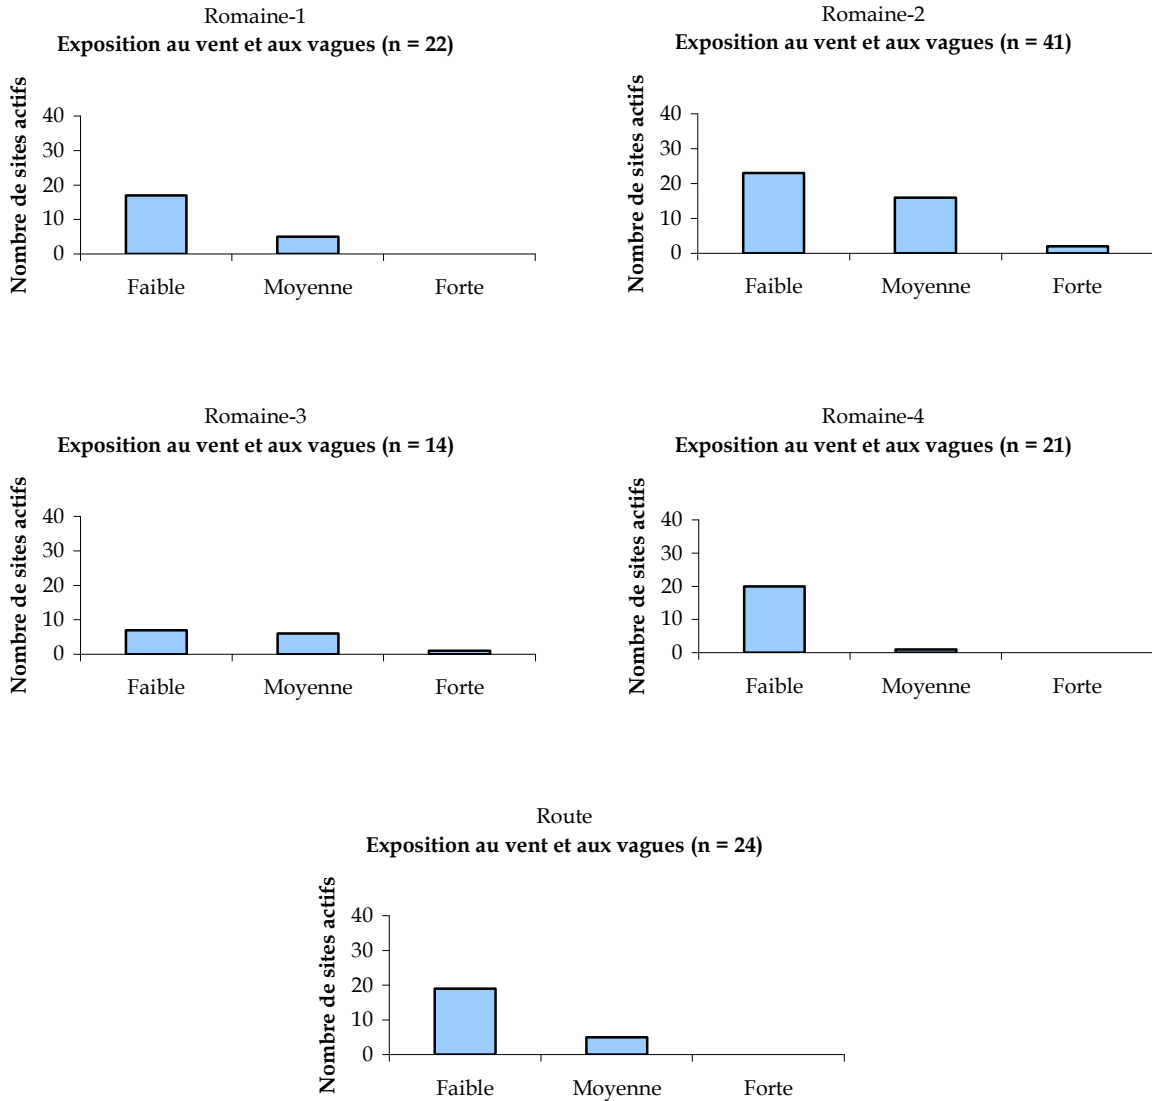 Romaine-1
Exposition au vent et aux vagues (n = 22)
Nombre de sites actifs
40
30
20
10
0
Faible Moyenne Forte
Romaine-2
Exposition au vent et aux vagues (n = 41)
Nombre de sites actifs
40
30
20
10
0
Faible Moyenne Forte
Romaine-3
Exposition au vent et aux vagues (n = 14)
Nombre de sites actifs
40
30
20
10
0
Faible Moyenne Forte
Romaine-4
Exposition au vent et aux vagues (n = 21)
Nombre de sites actifs
40
30
20
10
0
Faible Moyenne Forte
Route
Exposition au vent et aux vagues (n = 24)
Nombre de sites actifs
40
30
20
10
0
Faible Moyenne Forte